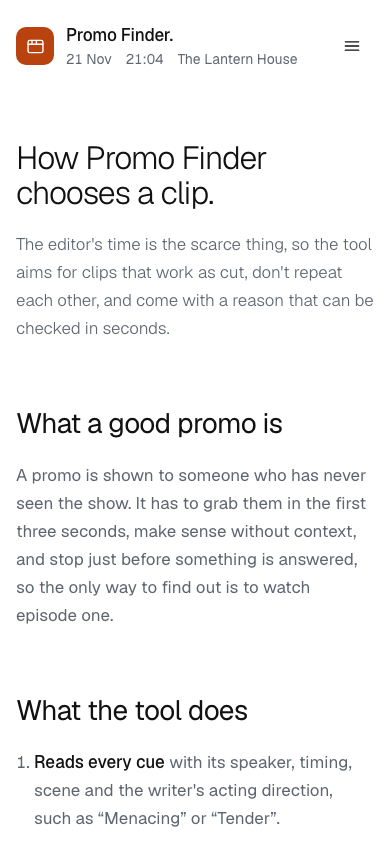 Promo Finder.
21 Nov 21:04 The Lantern House
How Promo Finder
chooses a clip.
The editor's time is the scarce thing, so the tool
aims for clips that work as cut, don't repeat
each other, and come with a reason that can be
checked in seconds.
What a good promo is
A promo is shown to someone who has never
seen the show. It has to grab them in the first
three seconds, make sense without context,
and stop just before something is answered,
so the only way to find out is to watch
episode one.
What the tool does
1. Reads every cue with its speaker, timing,
scene and the writer's acting direction,
such as “Menacing” or “Tender”.